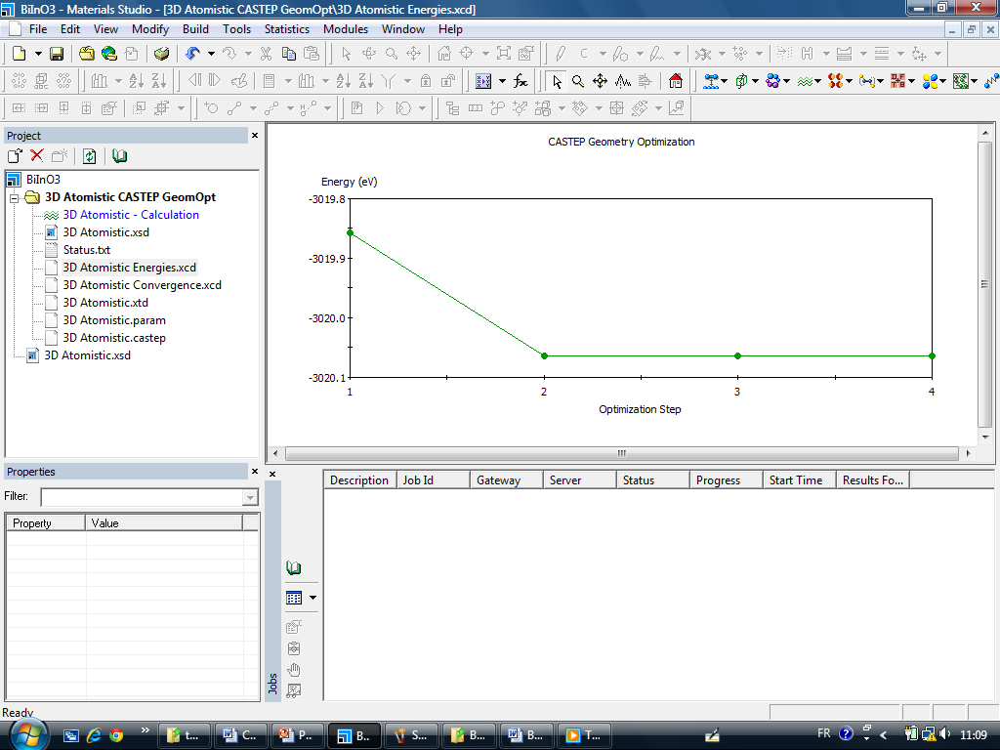 BiInO3 - Materials Studio - [3D Atomistic CASTEP GeomOpt\3D Atomistic Energies.xcd]
File Edit View Modify Build Tools Statistics Modules Window Help
Project
BiInO3
3D Atomistic CASTEP GeomOpt
3D Atomistic - Calculation
3D Atomistic.xsd
Status.txt
3D Atomistic Energies.xcd
3D Atomistic Convergence.xcd
3D Atomistic.xtd
3D Atomistic.param
3D Atomistic.castep
3D Atomistic.xsd
CASTEP Geometry Optimization
Energy (eV)
-3019.8
-3019.9
-3020.0
-3020.1
1 2 3 4
Optimization Step
Properties
Filter:
Property Value
Jobs
Description Job Id Gateway Server Status Progress Start Time Results Fo...
Ready
t... C... P... B... S... B... B... T... FR 11:09